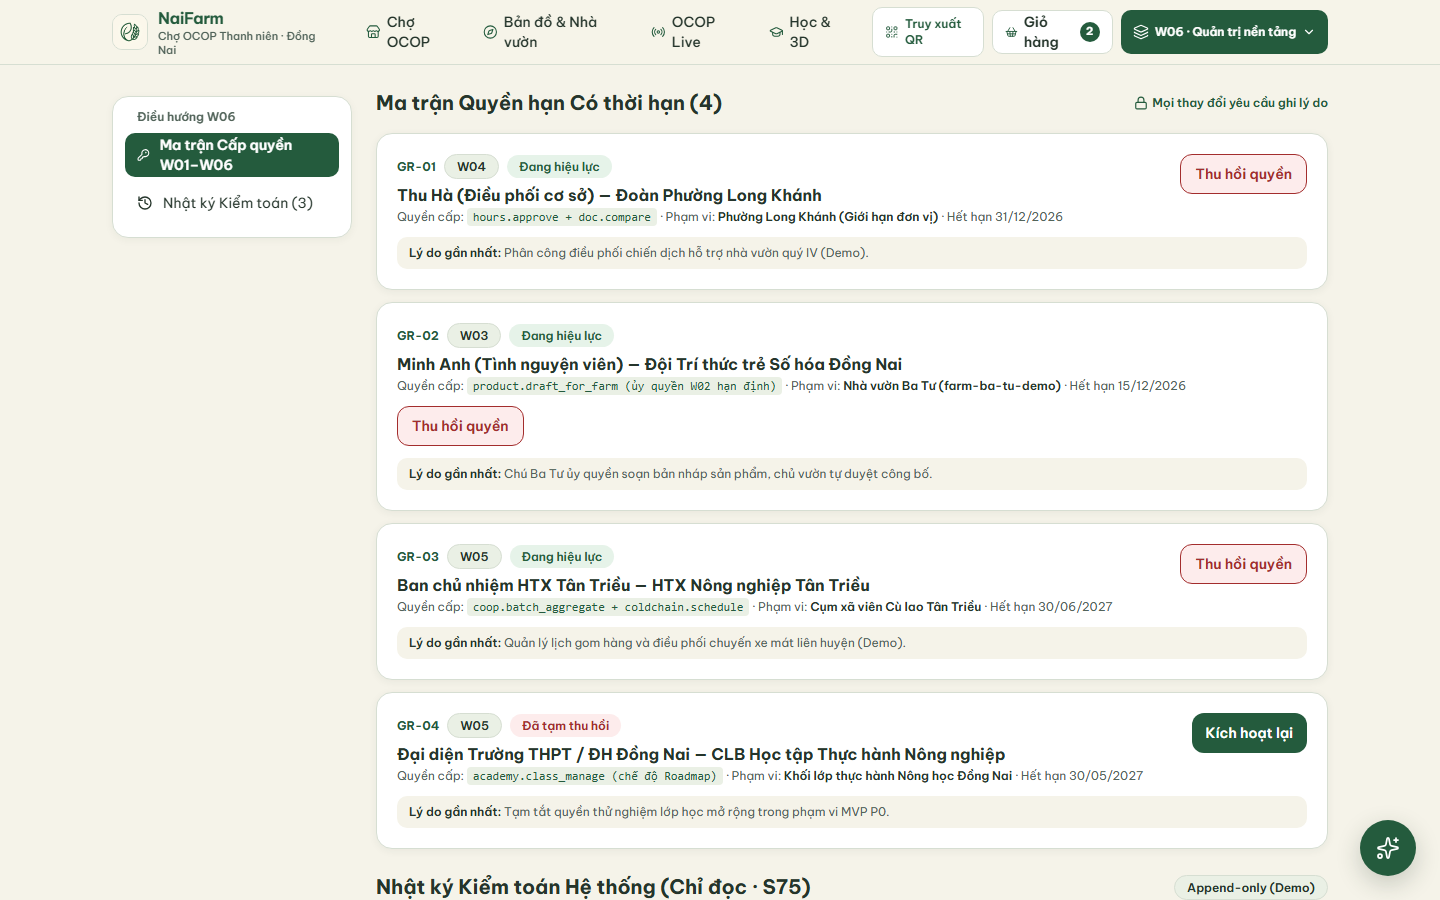 NaiFarm
Chợ OCOP Thanh niên · Đồng
Nai
Chợ
OCOP
Bản đồ & Nhà
vườn
OCOP
Live
Học &
3D
Truy xuất
QR
Giỏ
hàng
2
W06 · Quản trị nền tảng
Điều hướng W06
Ma trận Cấp quyền
W01–W06
Nhật ký Kiểm toán (3)
Ma trận Quyền hạn Có thời hạn (4)
Mọi thay đổi yêu cầu ghi lý do
GR-01 W04 Đang hiệu lực
Thu hồi quyền
Thu Hà (Điều phối cơ sở) — Đoàn Phường Long Khánh
Quyền cấp: hours.approve + doc.compare · Phạm vi: Phường Long Khánh (Giới hạn đơn vị) · Hết hạn 31/12/2026
Lý do gần nhất: Phân công điều phối chiến dịch hỗ trợ nhà vườn quý IV (Demo).
GR-02 W03 Đang hiệu lực
Minh Anh (Tình nguyện viên) — Đội Trí thức trẻ Số hóa Đồng Nai
Quyền cấp: product.draft_for_farm (ủy quyền W02 hạn định) · Phạm vi: Nhà vườn Ba Tư (farm-ba-tu-demo) · Hết hạn 15/12/2026
Thu hồi quyền
Lý do gần nhất: Chú Ba Tư ủy quyền soạn bản nháp sản phẩm, chủ vườn tự duyệt công bố.
GR-03 W05 Đang hiệu lực
Thu hồi quyền
Ban chủ nhiệm HTX Tân Triều — HTX Nông nghiệp Tân Triều
Quyền cấp: coop.batch_aggregate + coldchain.schedule · Phạm vi: Cụm xã viên Cù lao Tân Triều · Hết hạn 30/06/2027
Lý do gần nhất: Quản lý lịch gom hàng và điều phối chuyến xe mát liên huyện (Demo).
GR-04 W05 Đã tạm thu hồi
Kích hoạt lại
Đại diện Trường THPT / ĐH Đồng Nai — CLB Học tập Thực hành Nông nghiệp
Quyền cấp: academy.class_manage (chế độ Roadmap) · Phạm vi: Khối lớp thực hành Nông học Đồng Nai · Hết hạn 30/05/2027
Lý do gần nhất: Tạm tắt quyền thử nghiệm lớp học mở rộng trong phạm vi MVP P0.
Nhật ký Kiểm toán Hệ thống (Chỉ đọc · S75)
Append-only (Demo)